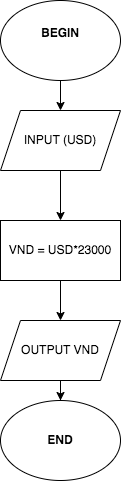 BEGIN
INPUT (USD)
VND = USD*23000
OUTPUT VND
END